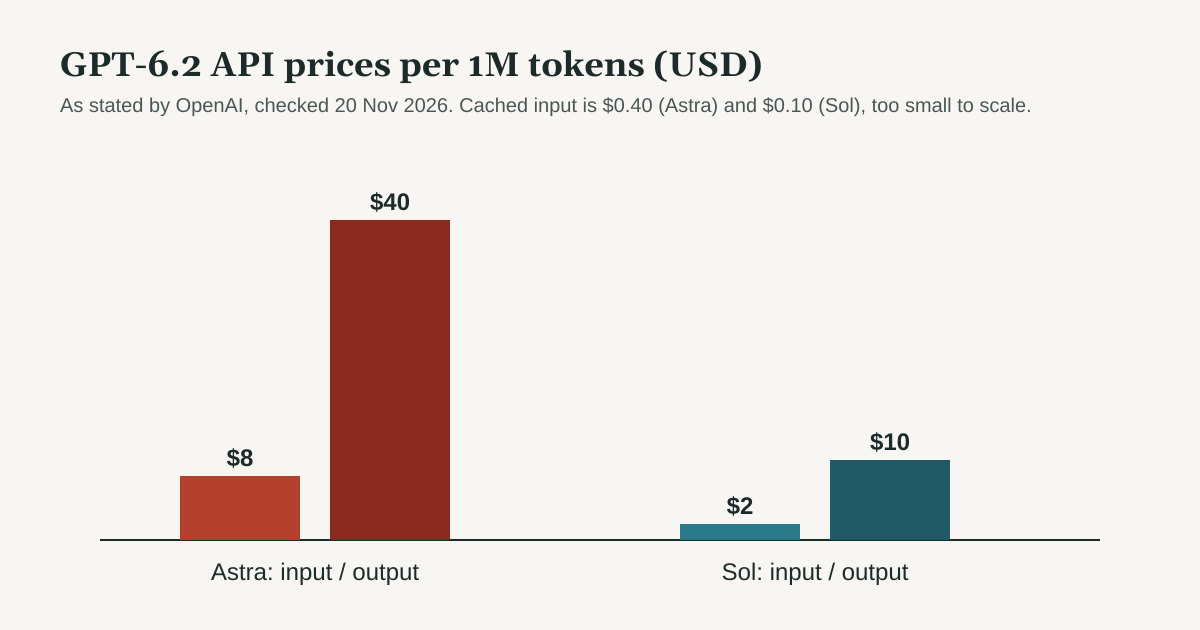 GPT-6.2 API prices per 1M tokens (USD)
As stated by OpenAI, checked 20 Nov 2026. Cached input is $0.40 (Astra) and $0.10 (Sol), too small to scale.
$40
$8
$10
$2
Astra: input / output
Sol: input / output